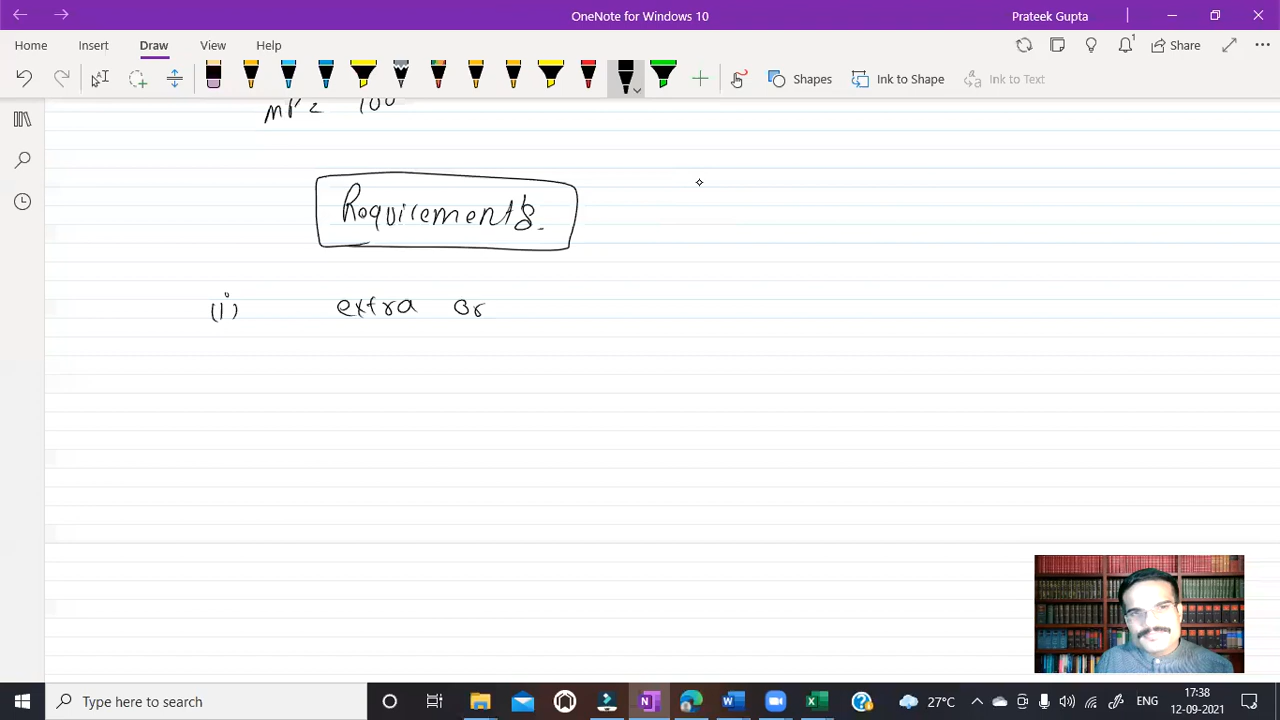 OneNote for Windows 10
Prateek Gupta
Home Insert Draw View Help
Share
Shapes Ink to Shape Ink to Text
Requirements.
(i) extra or
Type here to search
27°C
ENG
17:38
12-09-2021